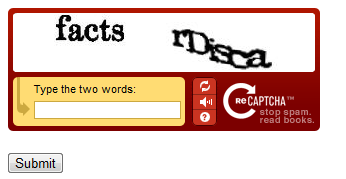 facts rDisca
Type the two words:
reCAPTCHA™
stop spam.
read books.
Submit